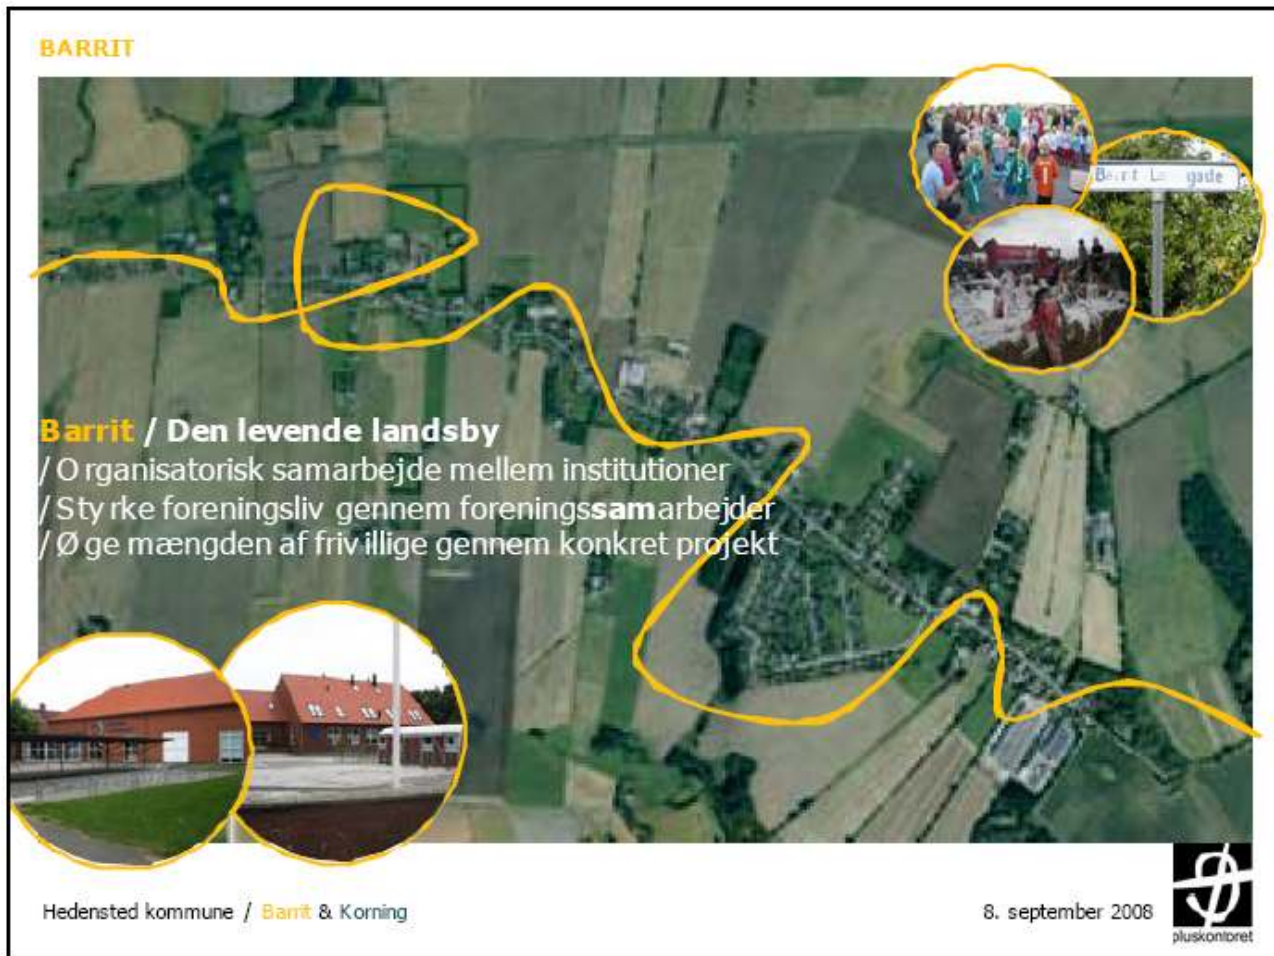 BARRIT
Barrit / Den levende landsby
/ Organisatorisk samarbejde mellem institutioner
/ Styrke foreningsliv gennem foreningssamarbejder
/ Øge mængden af frivillige gennem konkret projekt
Hedensted kommune / Barrit & Korning
8. september 2008
pluskontoret